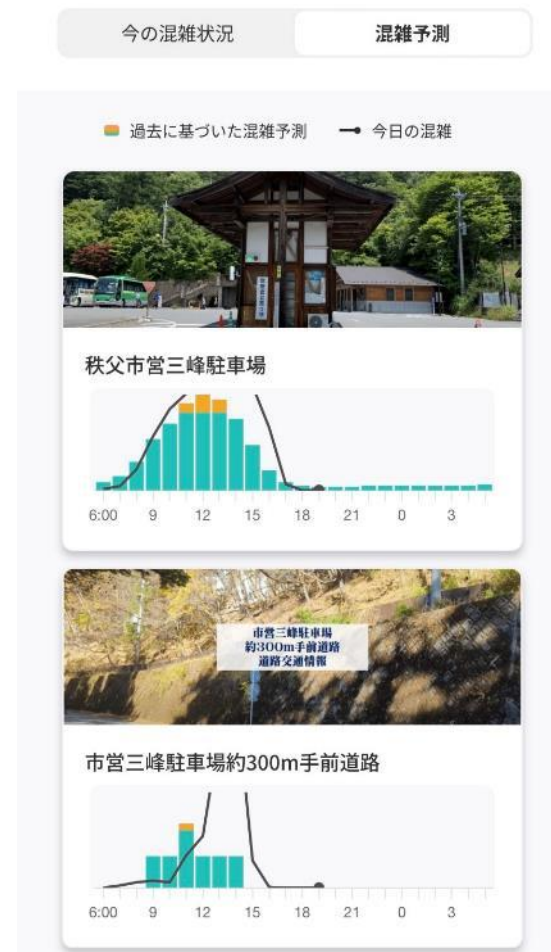 今の混雑状況
混雑予測
過去に基づいた混雑予測
今日の混雑
秩父市営三峰駐車場
6:00 9 12 15 18 21 0 3
市営三峰駐車場
約300m手前道路
道路交通情報
市営三峰駐車場約300m手前道路
6:00 9 12 15 18 21 0 3